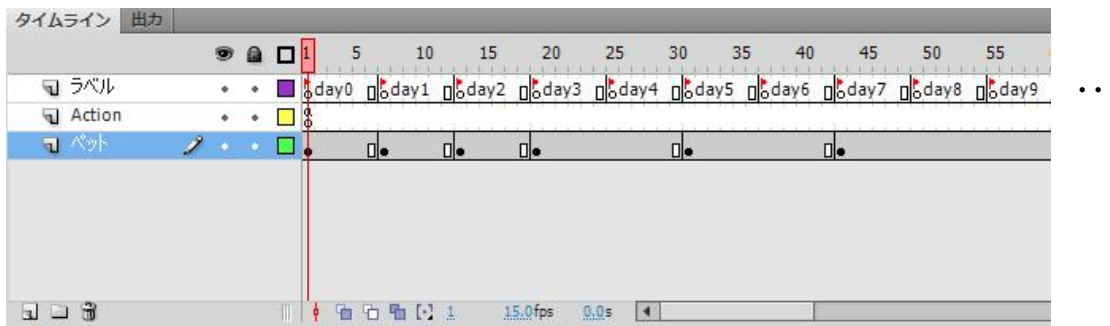 タイムライン 出力
1 5 10 15 20 25 30 35 40 45 50 55
ラベル day0 day1 day2 day3 day4 day5 day6 day7 day8 day9 ‥
Action a
ペット
1 15.0fps 0.0s